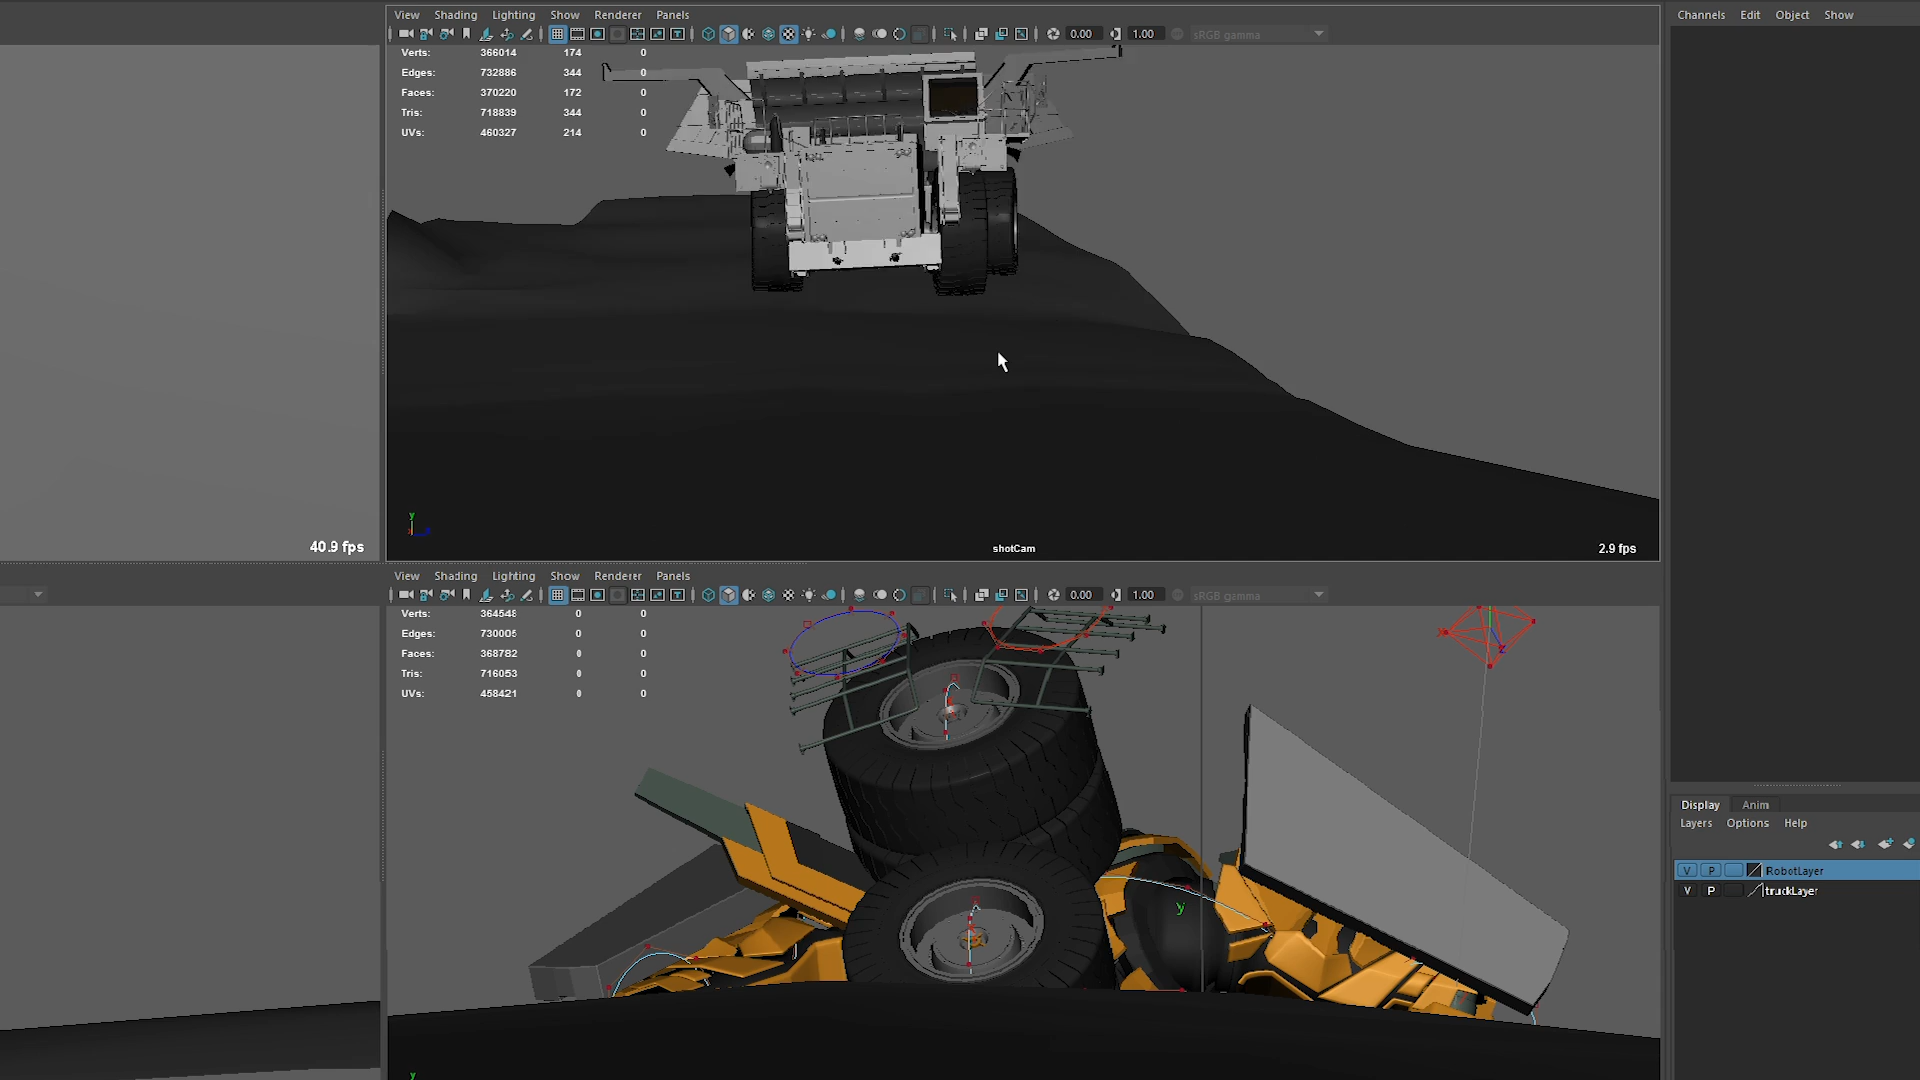 View Shading Lighting Show Renderer Panels
0.00 1.00 sRGB gamma
Verts: 366014 174 0
Edges: 732886 344 0
Faces: 370220 172 0
Tris: 718839 344 0
UVs: 460327 214 0
y
40.9 fps
shotCam
2.9 fps
View Shading Lighting Show Renderer Panels
0.00 1.00 sRGB gamma
Verts: 364548 0 0
Edges: 730006 0 0
Faces: 368782 0 0
Tris: 716053 0 0
UVs: 458421 0 0
y
y
Channels Edit Object Show
Display Anim
Layers Options Help
V P RobotLayer
V P truckLayer